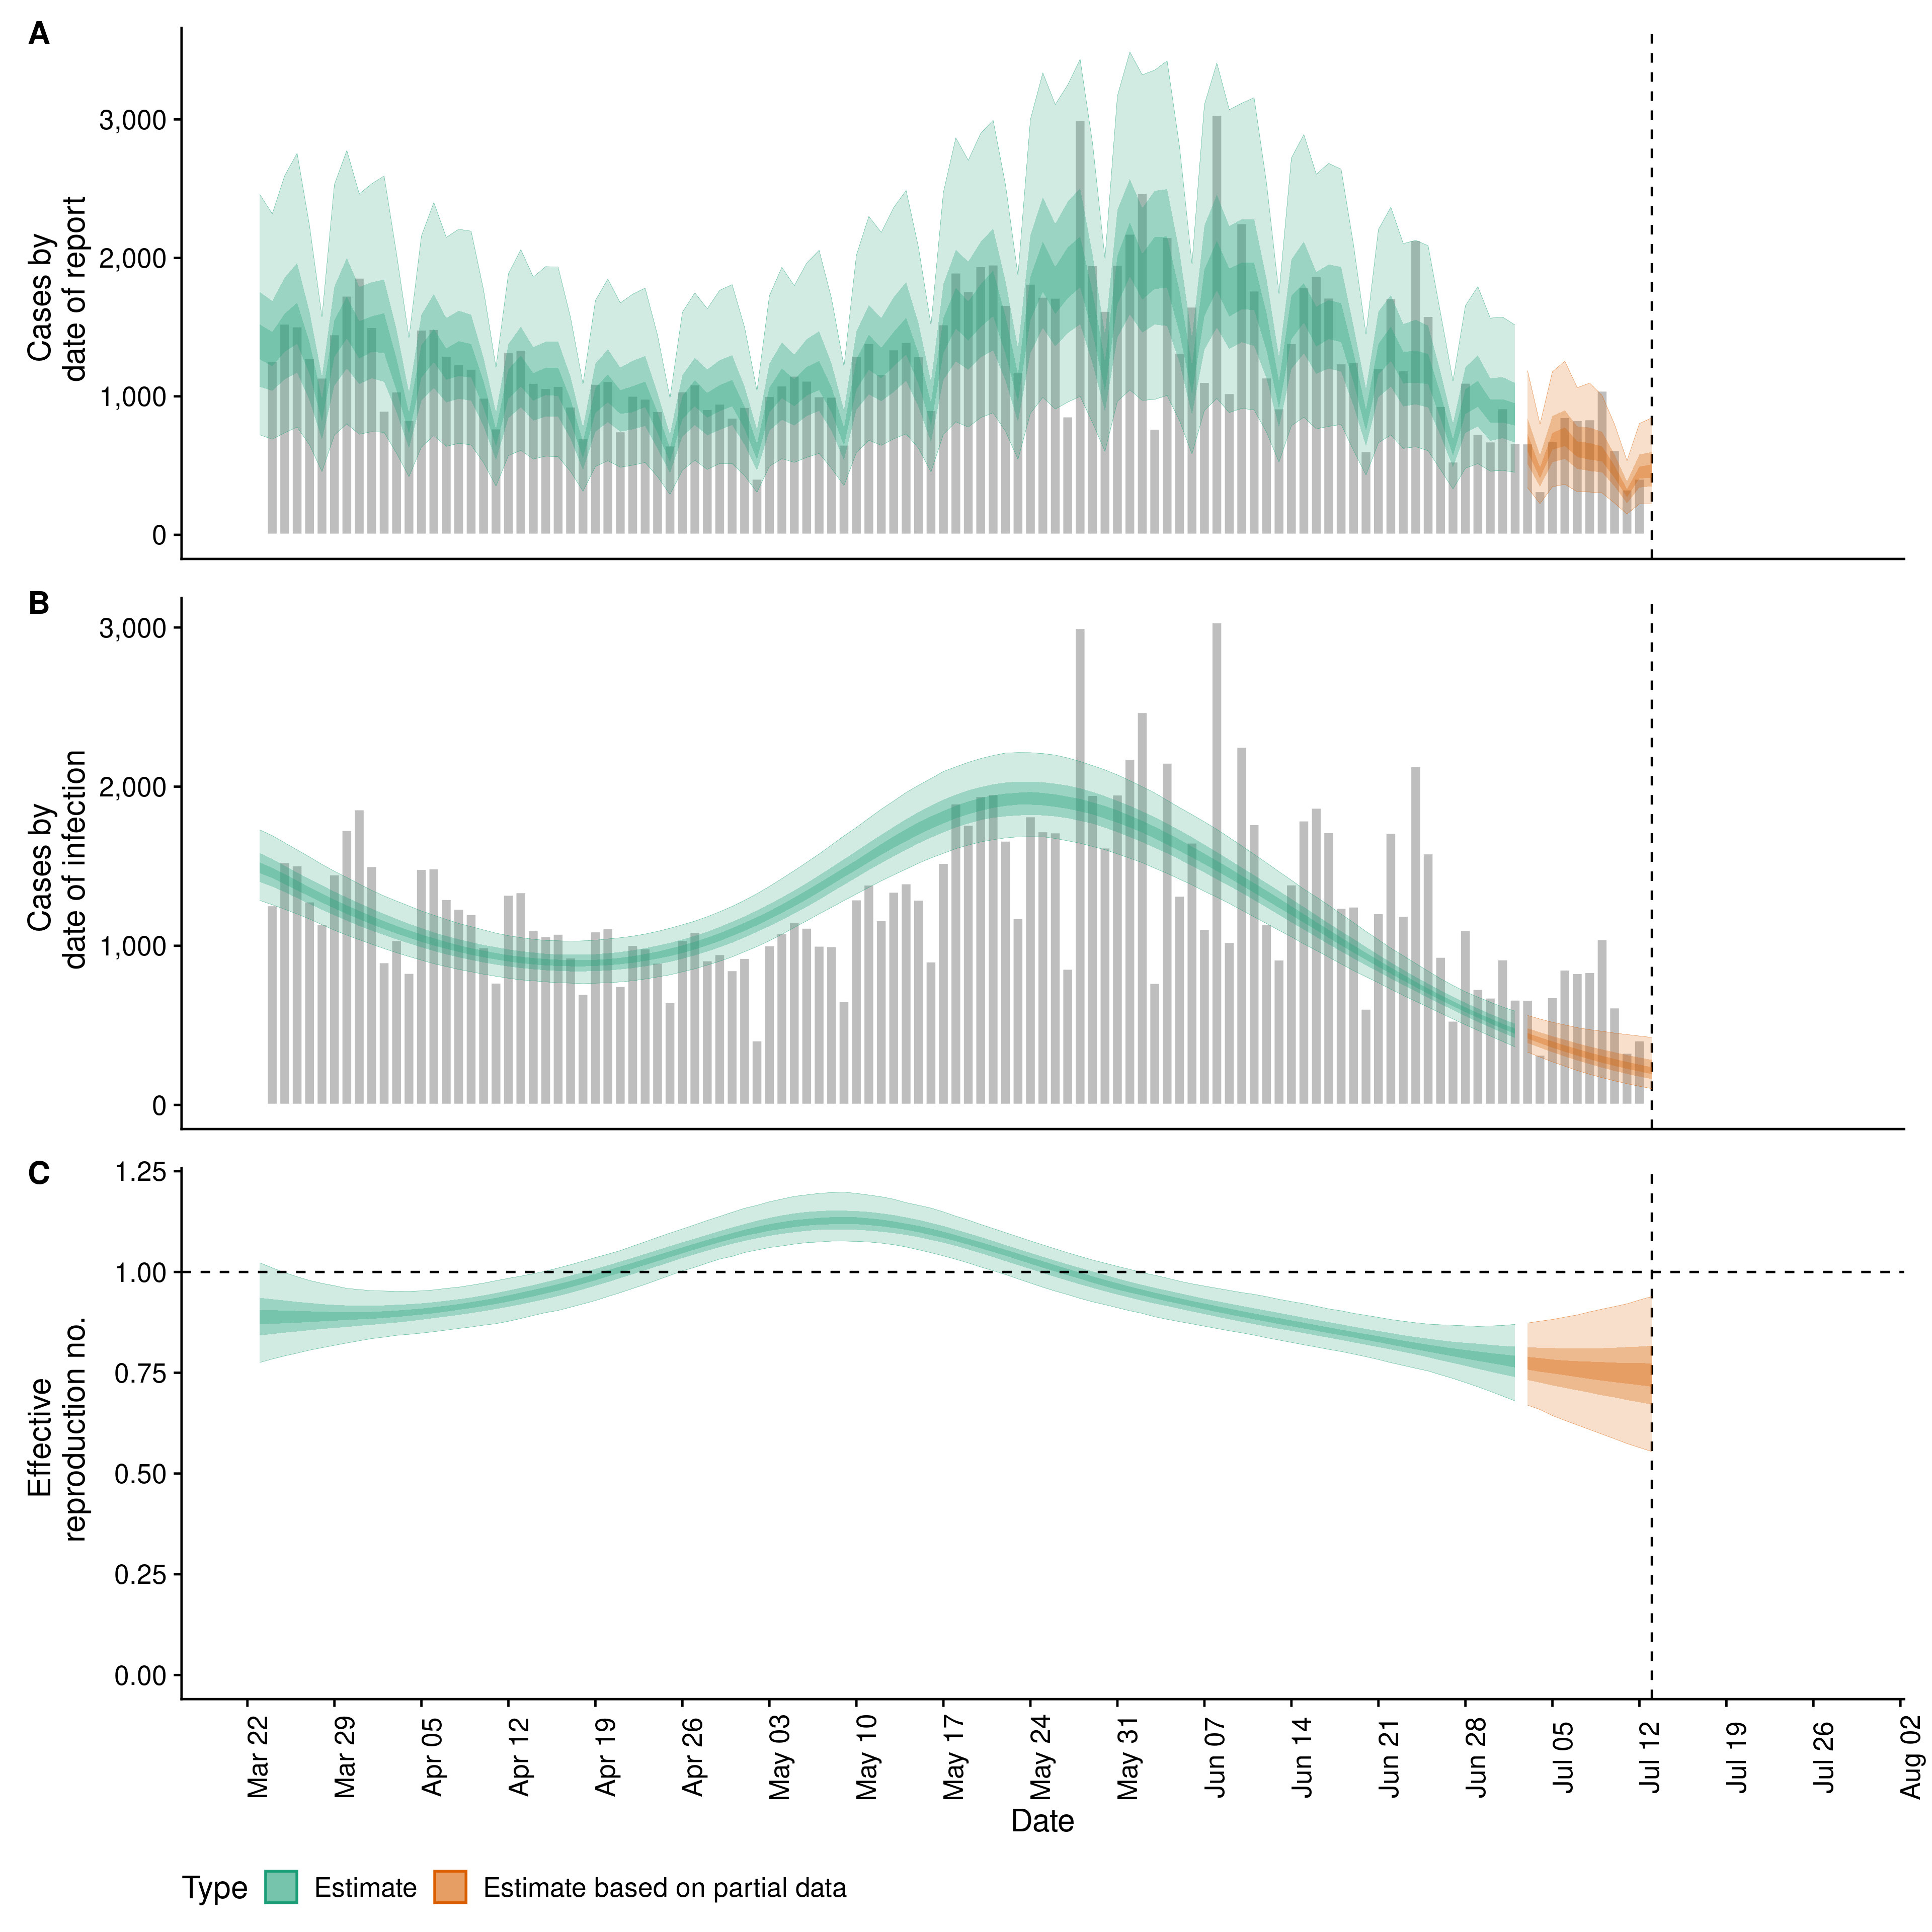 A
Cases by
date of report
3,000
2,000
1,000
0
B
Cases by
date of infection
3,000
2,000
1,000
0
C
Effective
reproduction no.
1.25
1.00
0.75
0.50
0.25
0.00
Mar 22
Mar 29
Apr 05
Apr 12
Apr 19
Apr 26
May 03
May 10
May 17
May 24
May 31
Jun 07
Jun 14
Jun 21
Jun 28
Jul 05
Jul 12
Jul 19
Jul 26
Aug 02
Date
Type Estimate Estimate based on partial data